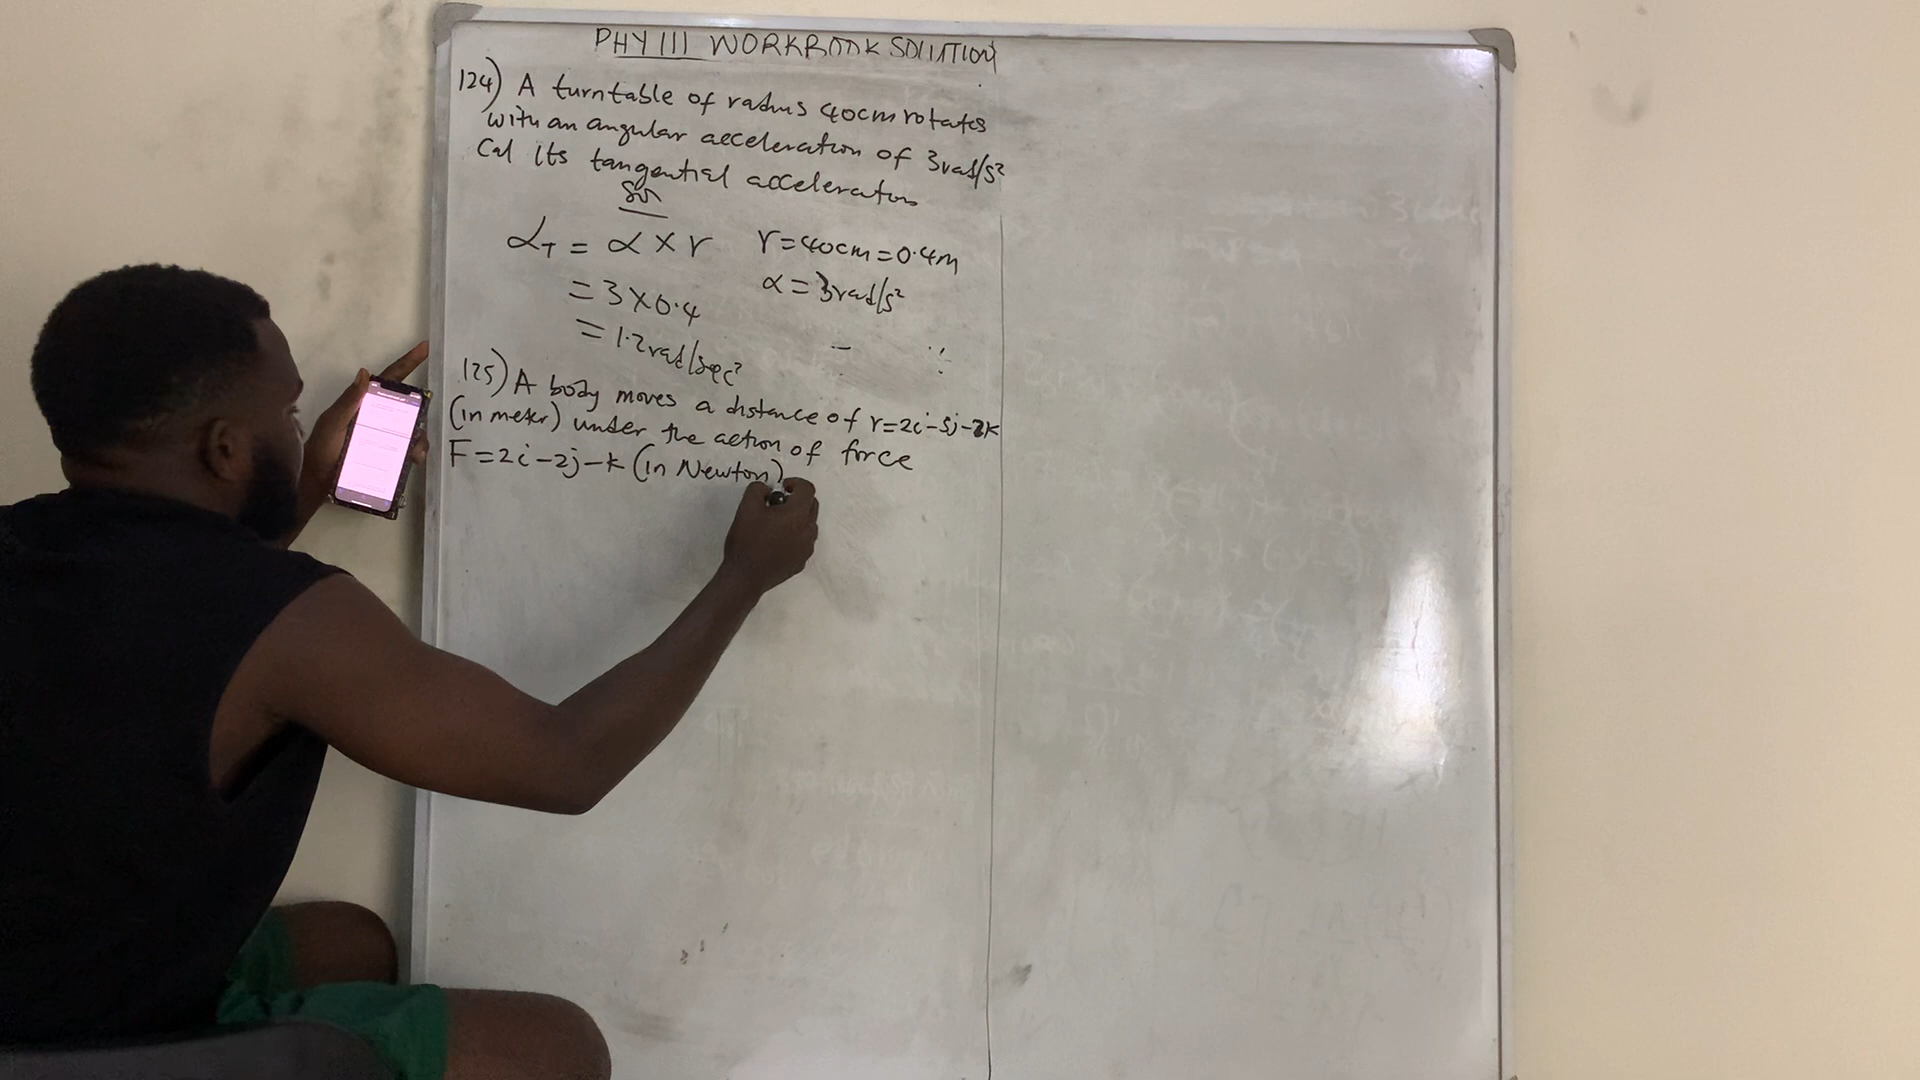 PHY 111 WORKBOOK SOLUTION
124) A turntable of radius 40cm rotates
with an angular acceleration of 3rad/s²
Cal its tangential acceleration
Sol
αT = α × r
r = 40cm = 0.4m
= 3 × 0.4
α = 3rad/s²
= 1.2rad/sec²
125) A body moves a distance of r=2i-5j-2k
(in meter) under the action of force
F=2i-2j-k (in Newton)